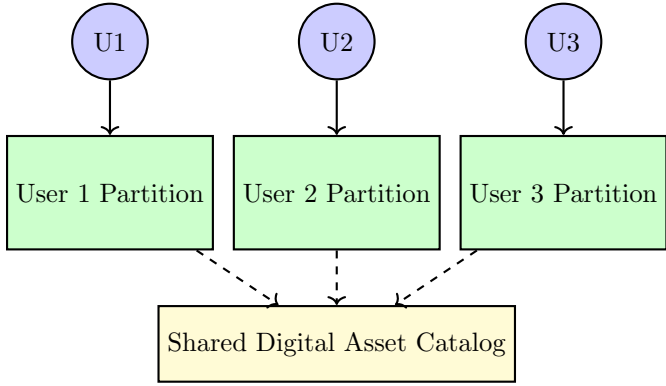 U1
U2
U3
User 1 Partition
User 2 Partition
User 3 Partition
Shared Digital Asset Catalog